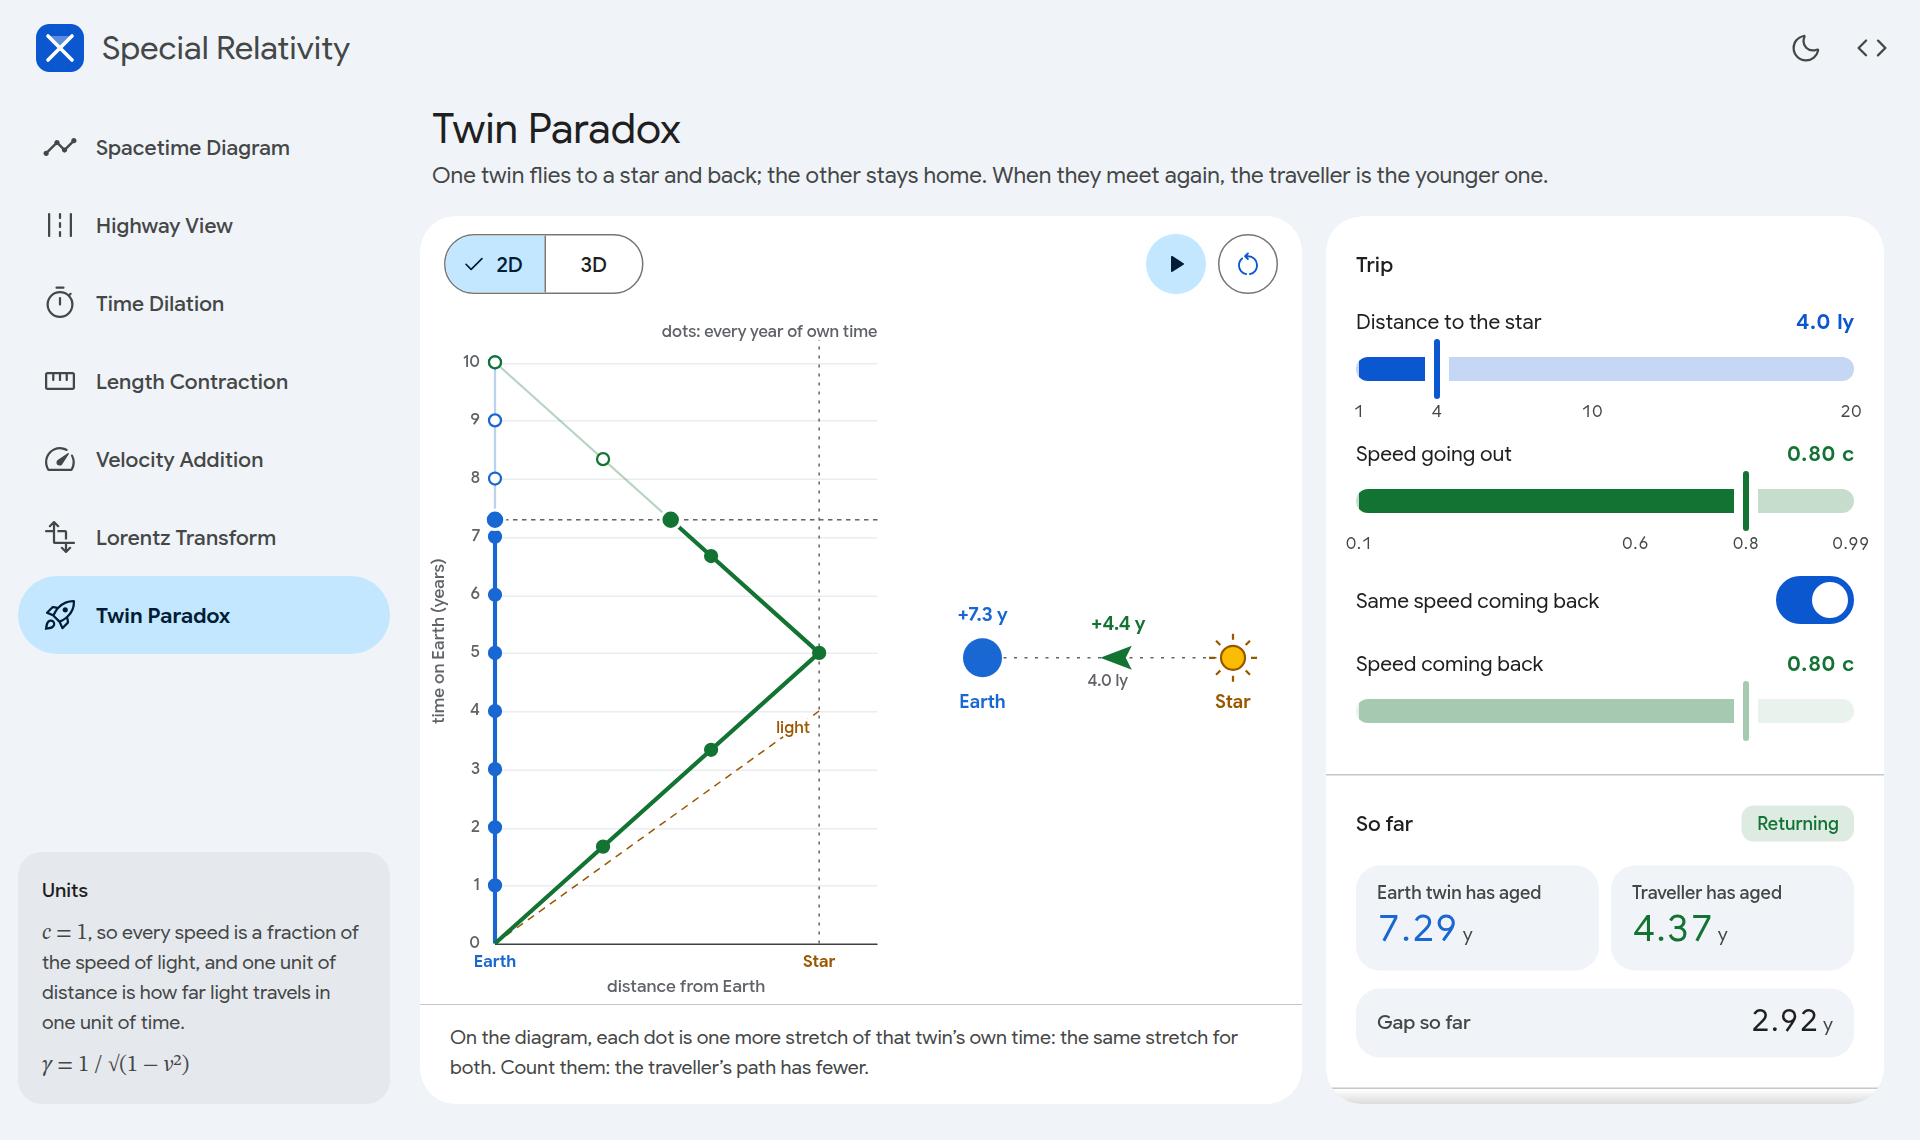 Special Relativity
Spacetime Diagram
Highway View
Time Dilation
Length Contraction
Velocity Addition
Lorentz Transform
Twin Paradox
Units
c = 1, so every speed is a fraction of
the speed of light, and one unit of
distance is how far light travels in
one unit of time.
γ = 1 / √(1 − v²)
Twin Paradox
One twin flies to a star and back; the other stays home. When they meet again, the traveller is the younger one.
2D
3D
dots: every year of own time
10
9
8
7
6
5
4
3
2
1
0
time on Earth (years)
light
Earth
Star
distance from Earth
+7.3 y
+4.4 y
4.0 ly
Earth
Star
On the diagram, each dot is one more stretch of that twin’s own time: the same stretch for
both. Count them: the traveller’s path has fewer.
Trip
Distance to the star 4.0 ly
1 4 10 20
Speed going out 0.80 c
0.1 0.6 0.8 0.99
Same speed coming back
Speed coming back 0.80 c
So far Returning
Earth twin has aged
7.29 y
Traveller has aged
4.37 y
Gap so far 2.92 y